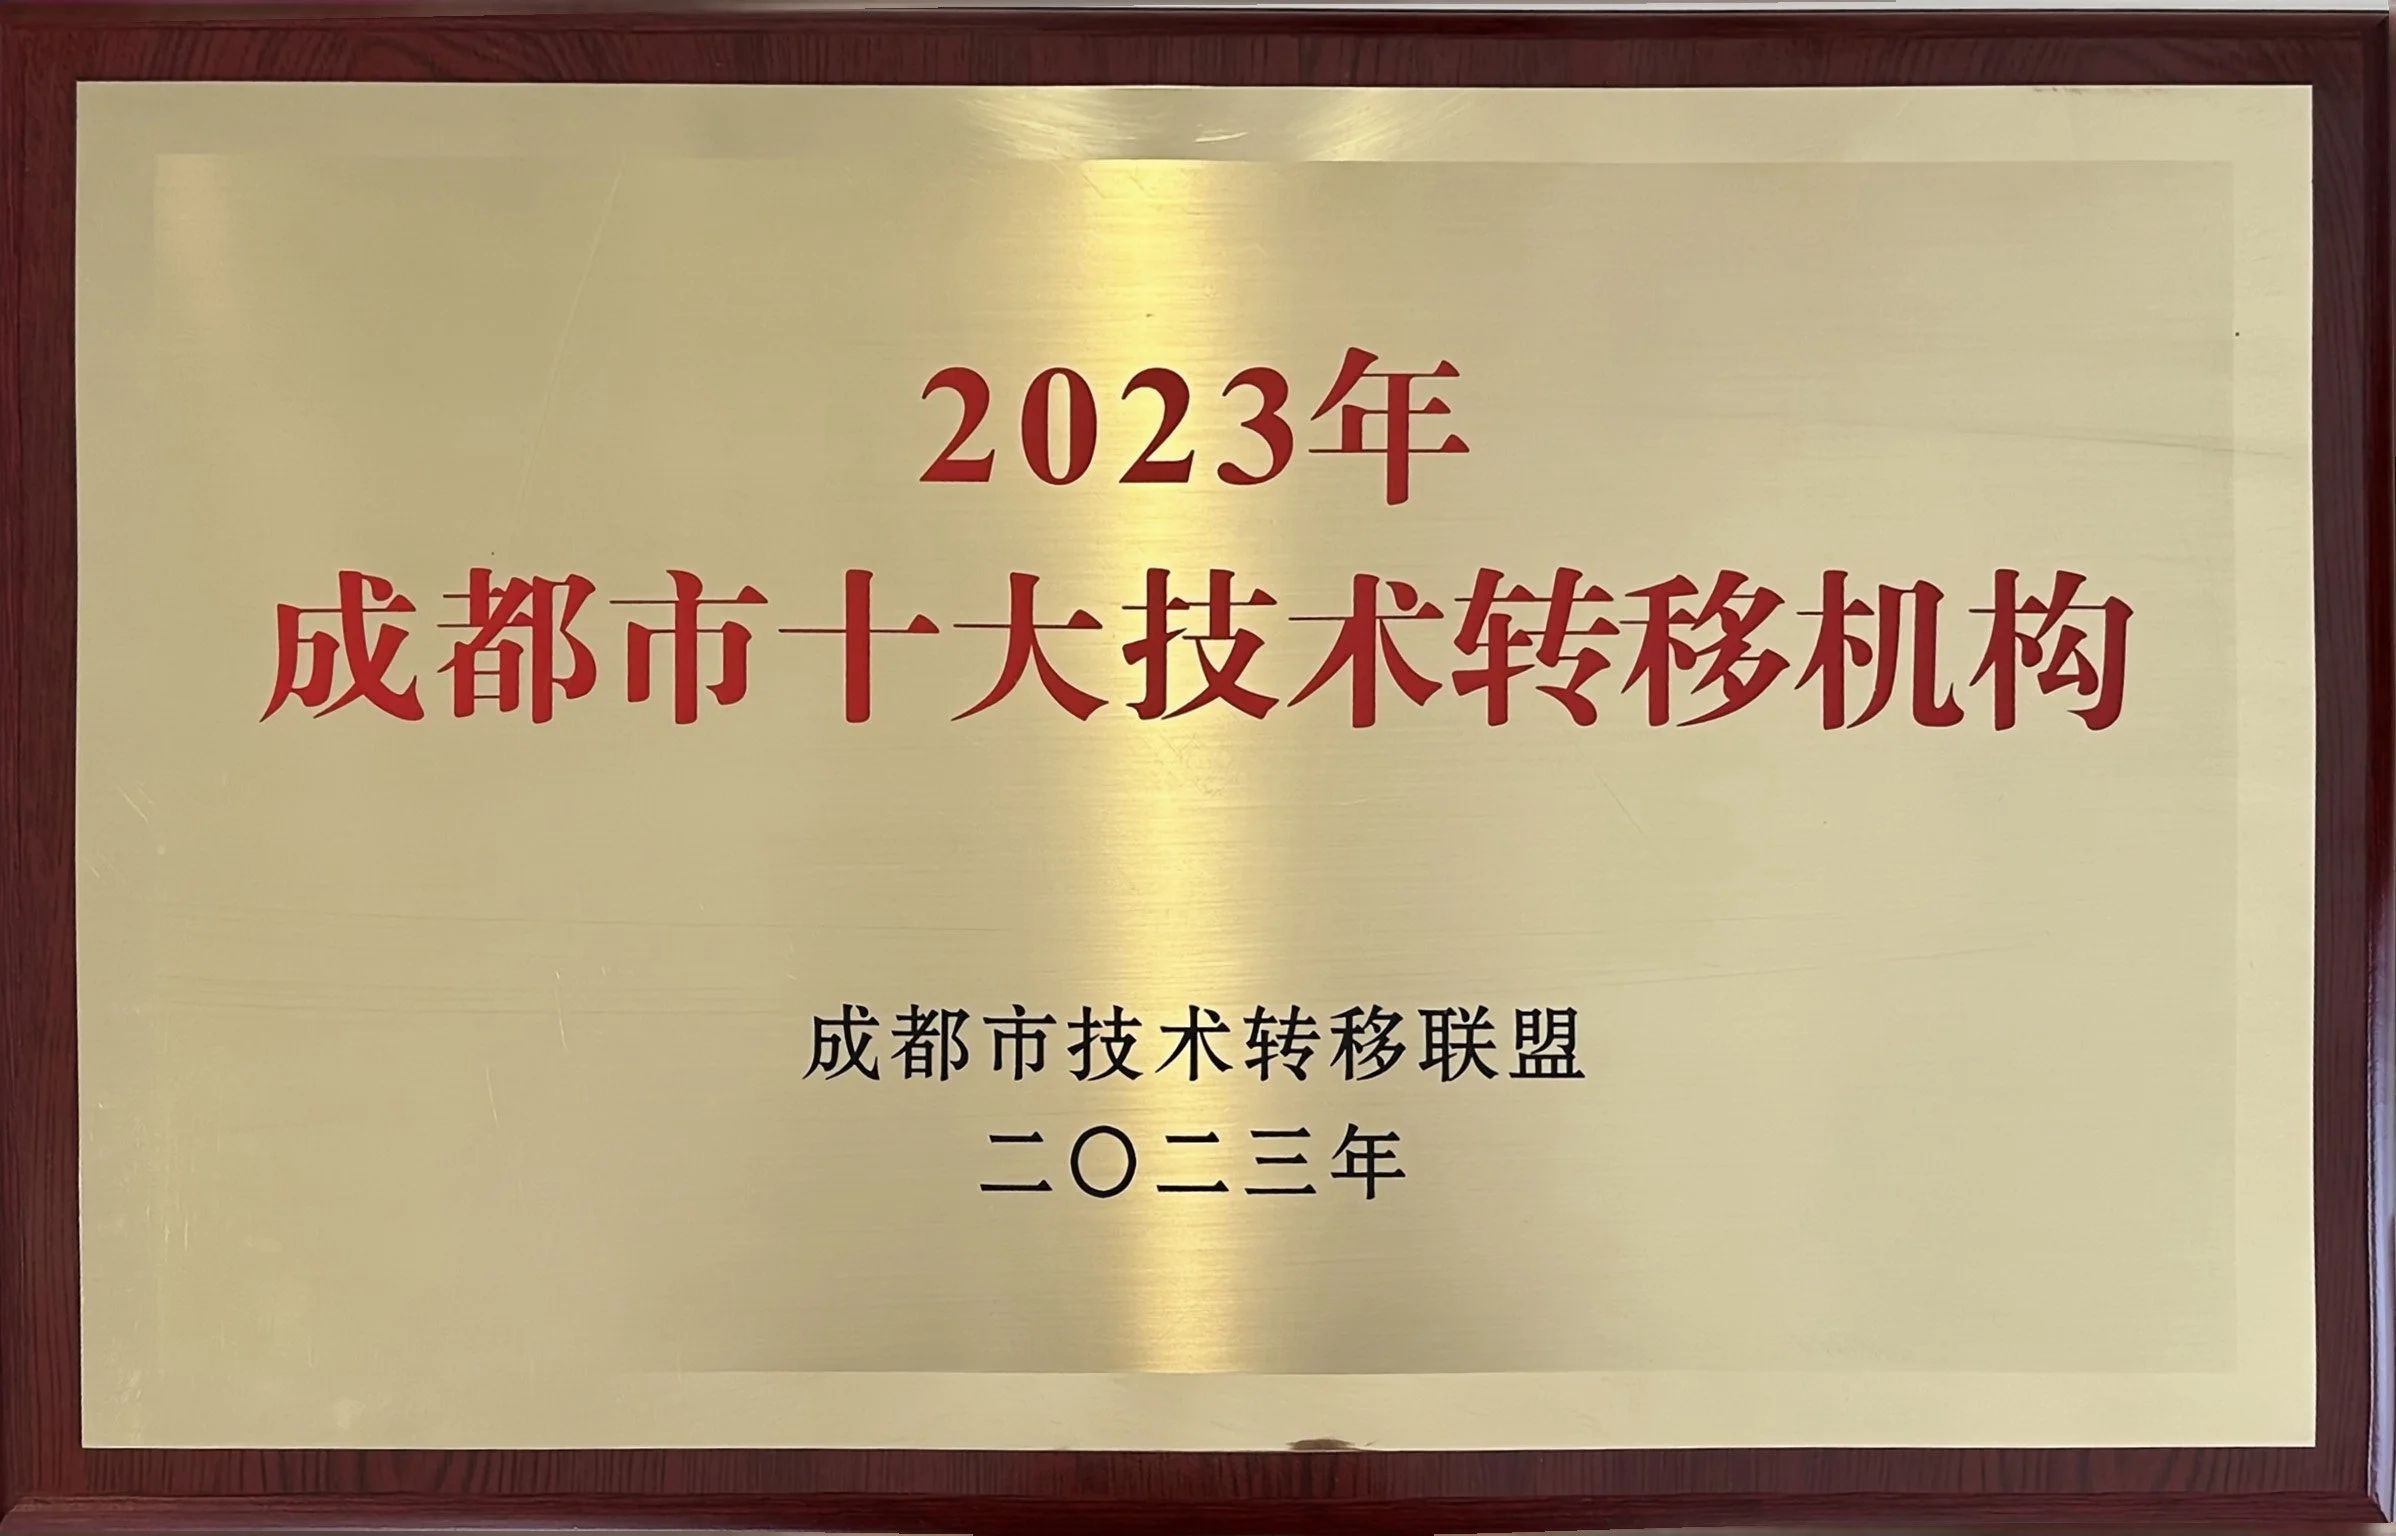 2023年
成都市十大技术转移机构
成都市技术转移联盟
二〇二三年